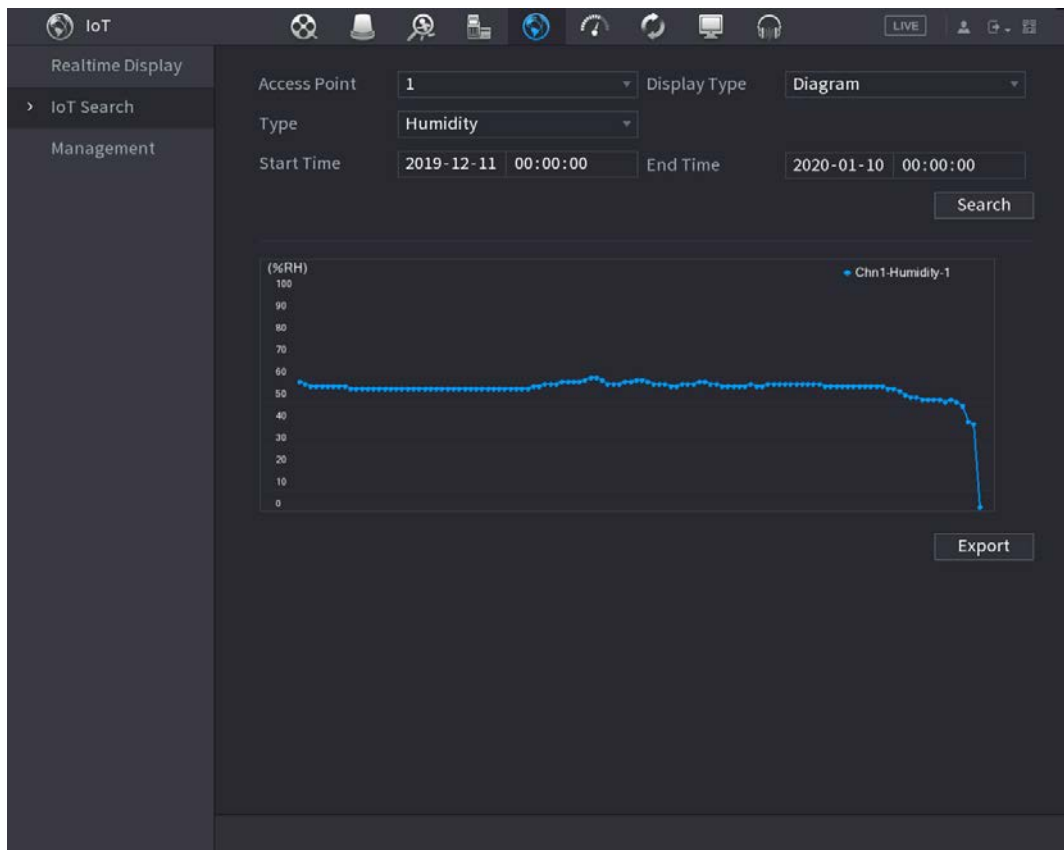 IoT
LIVE
Realtime Display
IoT Search
Management
Access Point 1 Display Type Diagram
Type Humidity
Start Time 2019-12-11 00:00:00 End Time 2020-01-10 00:00:00
Search
(%RH) Chn1-Humidity-1
100
90
80
70
60
50
40
30
20
10
0
Export